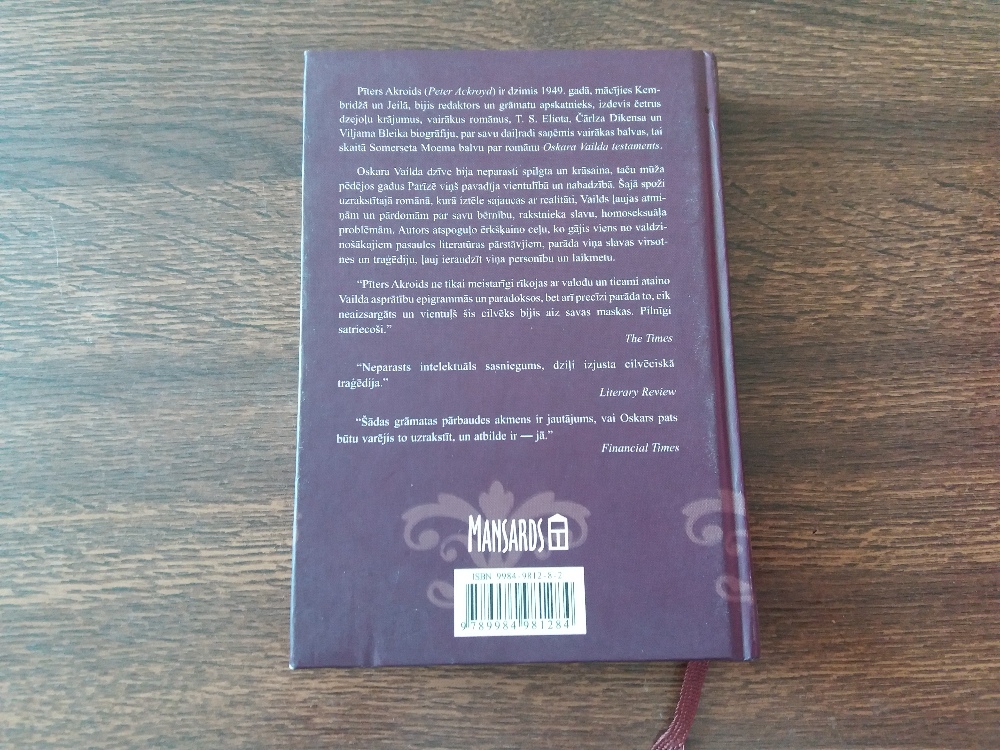 Pīters Akroids (Peter Ackroyd) ir dzimis 1949. gadā, mācījies Kem-
bridžā un Jeilā, bijis redaktors un grāmatu apskatnieks, izdevis četrus
dzejoļu krājumus, vairākus romānus, T. S. Eliota, Čārlza Dikensa un
Viljama Bleika biogrāfiju, par savu daiļradi saņēmis vairākas balvas, tai
skaitā Somerseta Moema balvu par romānu Oskara Vailda testaments.
Oskara Vailda dzīve bija neparasti spilgta un krāsaina, taču mūža
pēdējos gadus Parīzē viņš pavadīja vientulībā un nabadzībā. Šajā spoži
uzrakstītajā romānā, kurā iztēle sajaucas ar realitāti, Vailds ļaujas atmi-
ņām un pārdomām par savu bērnību, rakstnieka slavu, homoseksuāļa
problēmām. Autors atspoguļo ērkšķaino ceļu, ko gājis viens no valdzi-
nošākajiem pasaules literatūras pārstāvjiem, parāda viņa slavas virsot-
nes un traģēdiju, ļauj ieraudzīt viņa personību un laikmetu.
“Pīters Akroids ne tikai meistarīgi rīkojas ar valodu un ticami ataino
Vailda asprātību epigrammās un paradoksos, bet arī precīzi parāda to, cik
neaizsargāts un vientuļš šis cilvēks bijis aiz savas maskas. Pilnīgi
satriecoši.”
The Times
“Neparasts intelektuāls sasniegums, dziļi izjusta cilvēciskā
traģēdija.”
Literary Review
“Šādas grāmatas pārbaudes akmens ir jautājums, vai Oskars pats
būtu varējis to uzrakstīt, un atbilde ir — jā.”
Financial Times
MANSARDS
ISBN 9984-9812-8-2
9 789984 981284